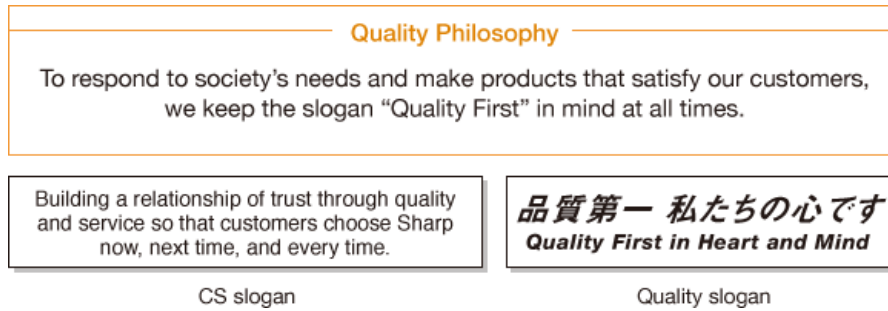 Quality Philosophy
To respond to society's needs and make products that satisfy our customers,
we keep the slogan “Quality First” in mind at all times.
Building a relationship of trust through quality
and service so that customers choose Sharp
now, next time, and every time.
CS slogan
品質第一 私たちの心です
Quality First in Heart and Mind
Quality slogan